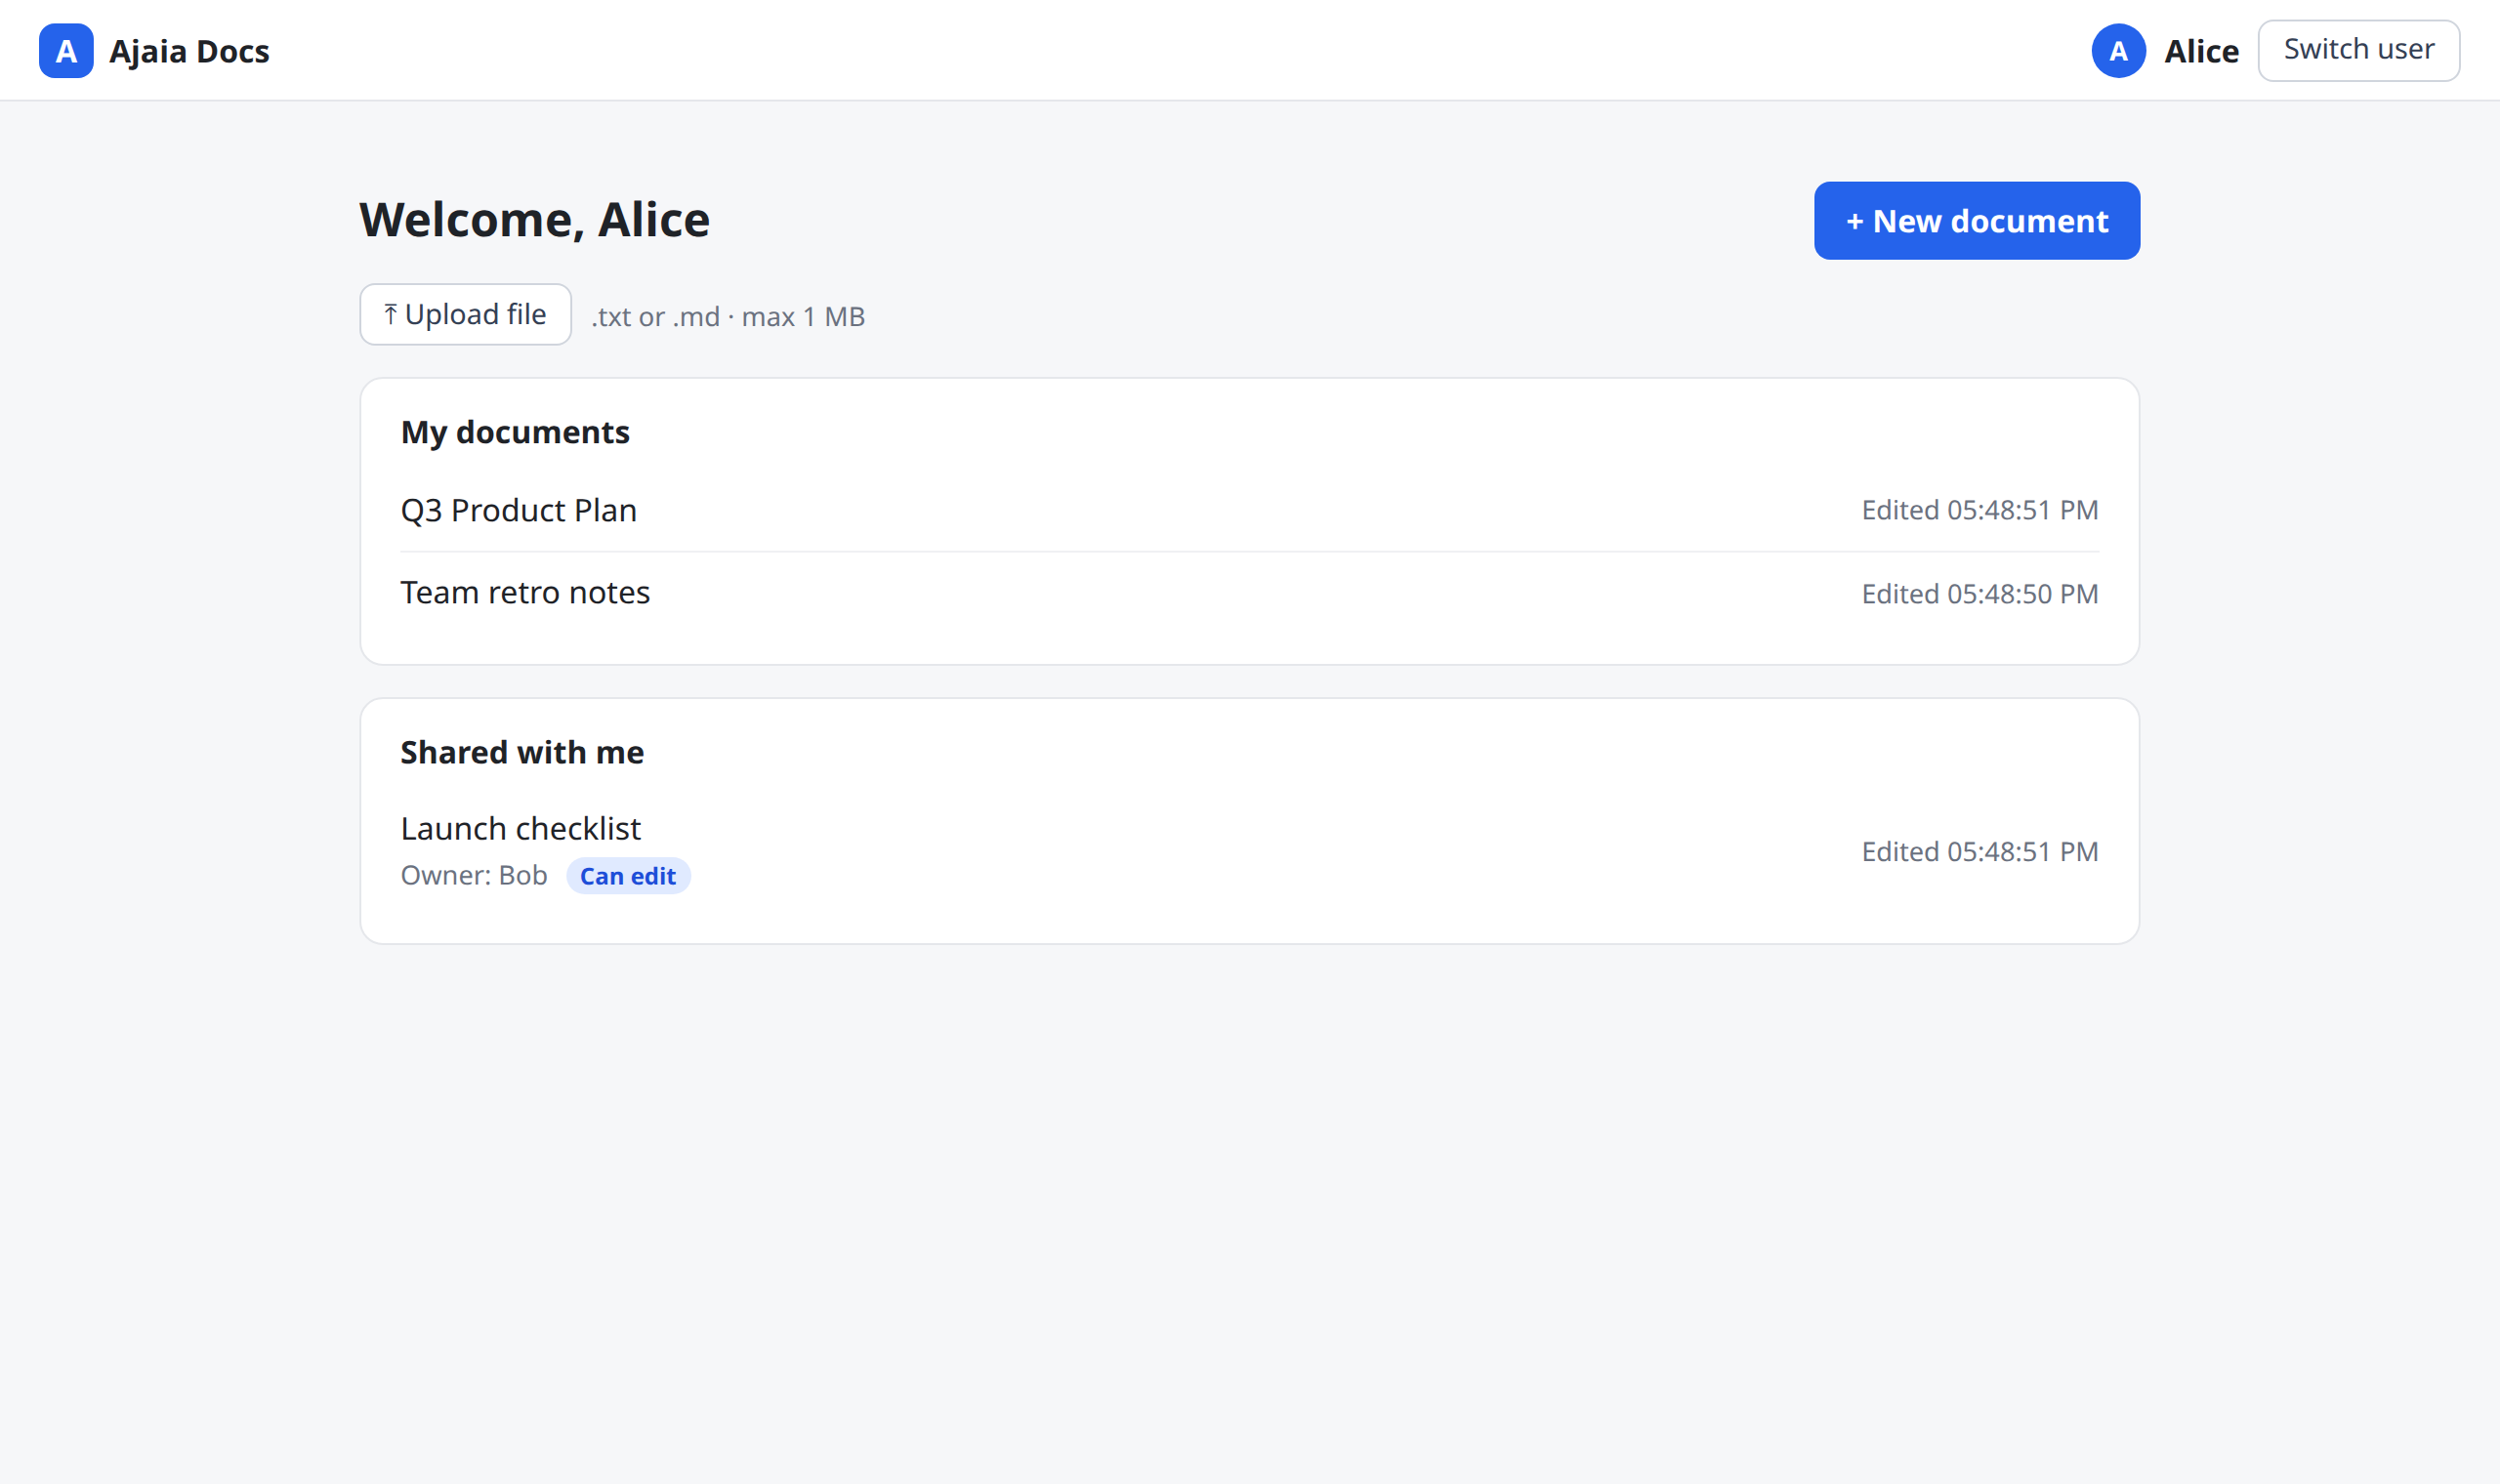 A Ajaia Docs
A Alice Switch user
Welcome, Alice
+ New document
⤒ Upload file .txt or .md · max 1 MB
My documents
Q3 Product Plan Edited 05:48:51 PM
Team retro notes Edited 05:48:50 PM
Shared with me
Launch checklist
Owner: Bob Can edit
Edited 05:48:51 PM